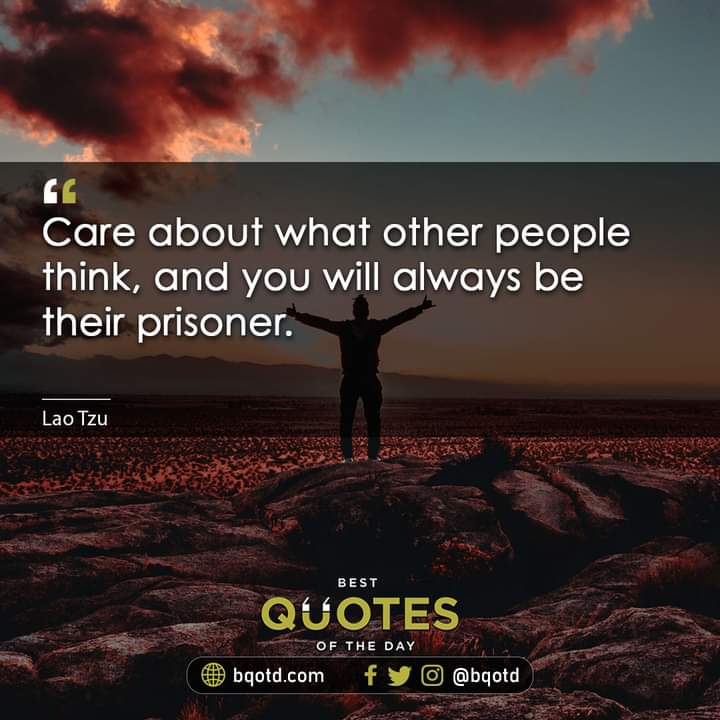 Care about what other people
think, and you will always be
their prisoner.
Lao Tzu
BEST
QUOTES
OF THE DAY
bqotd.com @bqotd